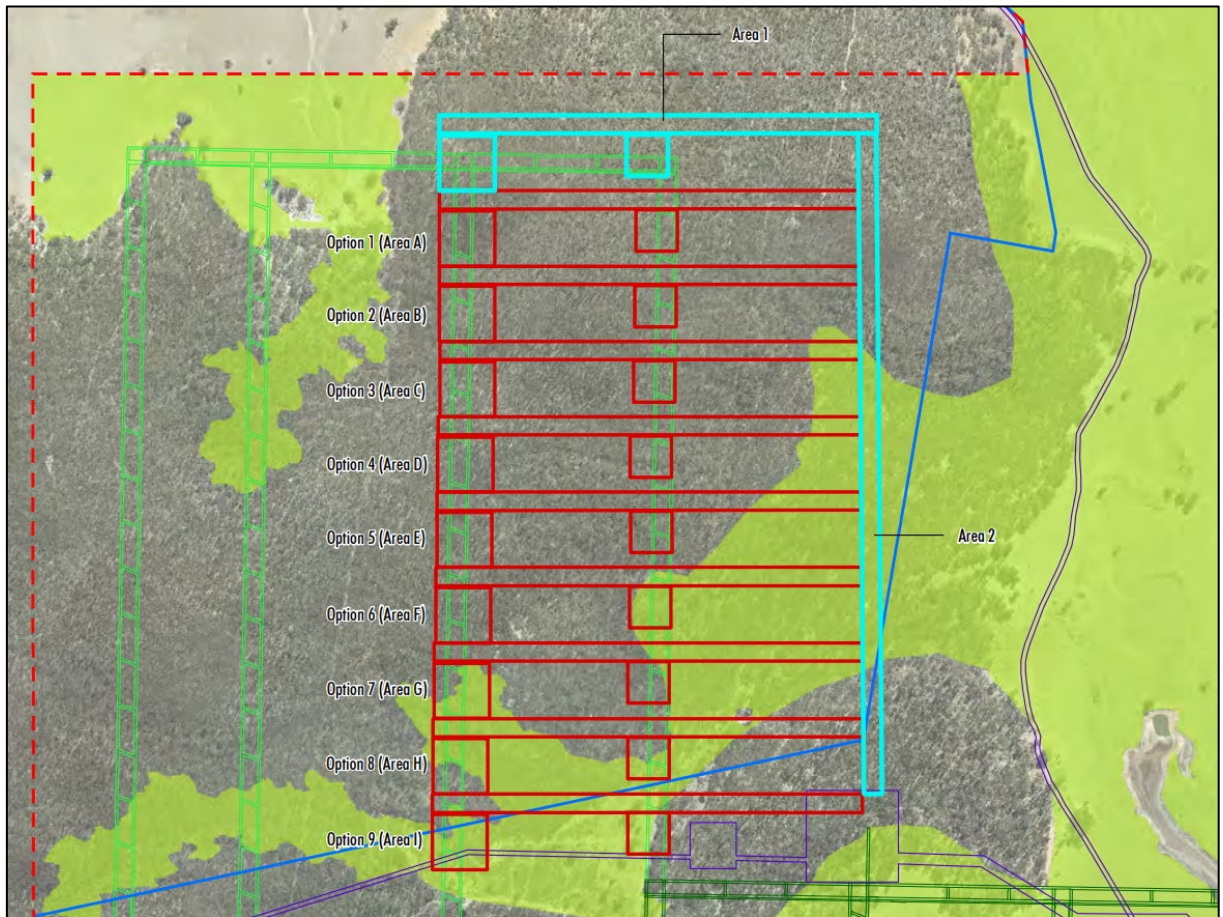 Area 1
Option 1 (Area A)
Option 2 (Area B)
Option 3 (Area C)
Option 4 (Area D)
Option 5 (Area E)
Area 2
Option 6 (Area F)
Option 7 (Area G)
Option 8 (Area H)
Option 9 (Area I)